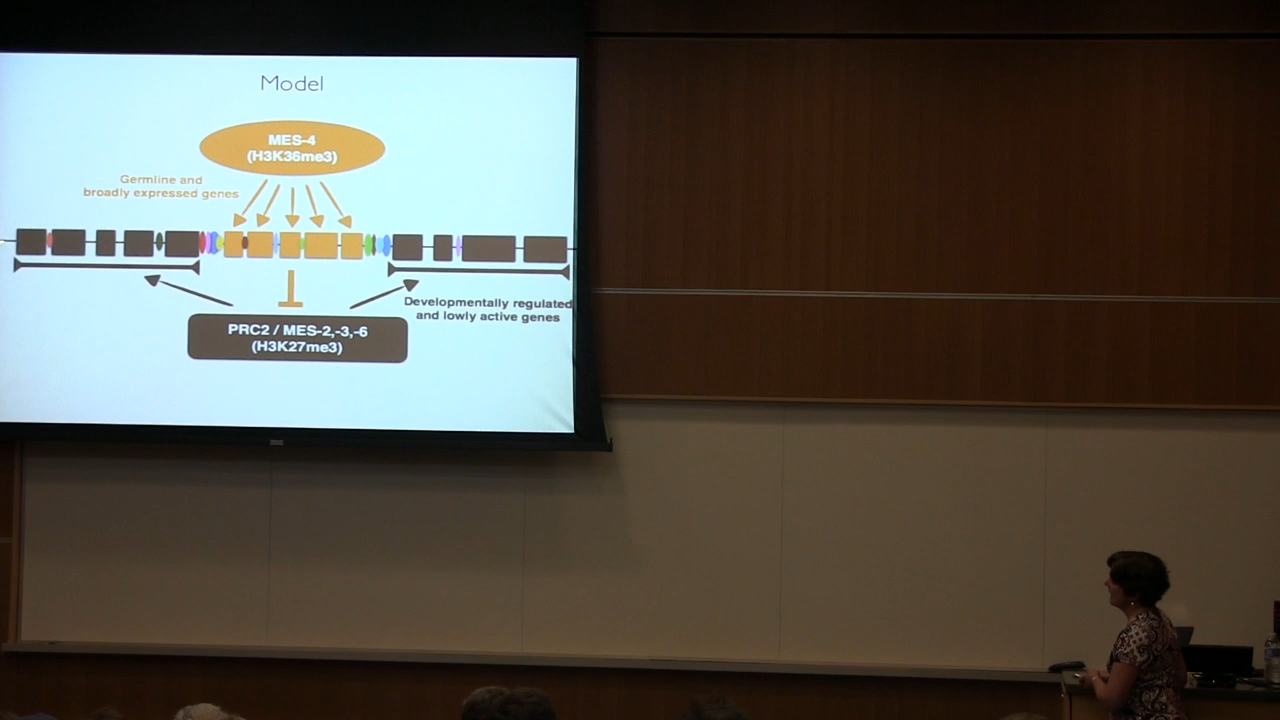 Model
MES-4
(H3K36me3)
Germline and
broadly expressed genes
Developmentally regulated
and lowly active genes
PRC2 / MES-2,-3,-6
(H3K27me3)